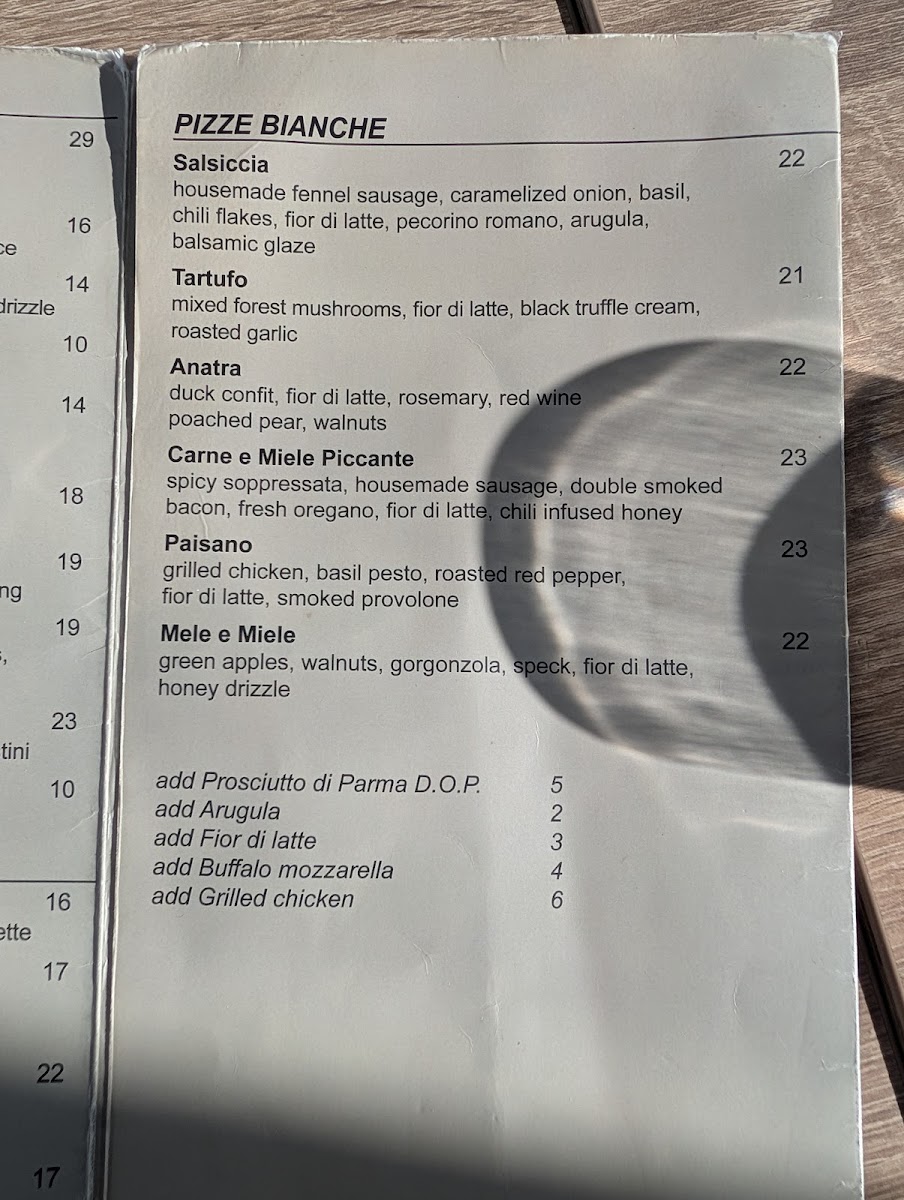 29
16
ce
14
drizzle
10
14
18
19
ng
19
s,
23
tini
10
16
ette
17
22
17
PIZZE BIANCHE
Salsiccia 22
housemade fennel sausage, caramelized onion, basil,
chili flakes, fior di latte, pecorino romano, arugula,
balsamic glaze
Tartufo 21
mixed forest mushrooms, fior di latte, black truffle cream,
roasted garlic
Anatra 22
duck confit, fior di latte, rosemary, red wine
poached pear, walnuts
Carne e Miele Piccante 23
spicy soppressata, housemade sausage, double smoked
bacon, fresh oregano, fior di latte, chili infused honey
Paisano 23
grilled chicken, basil pesto, roasted red pepper,
fior di latte, smoked provolone
Mele e Miele 22
green apples, walnuts, gorgonzola, speck, fior di latte,
honey drizzle
add Prosciutto di Parma D.O.P. 5
add Arugula 2
add Fior di latte 3
add Buffalo mozzarella 4
add Grilled chicken 6